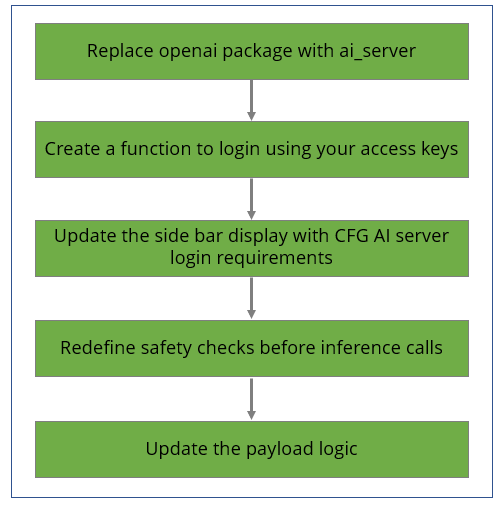 Replace openai package with ai_server
Create a function to login using your access keys
Update the side bar display with CFG AI server
login requirements
Redefine safety checks before inference calls
Update the payload logic